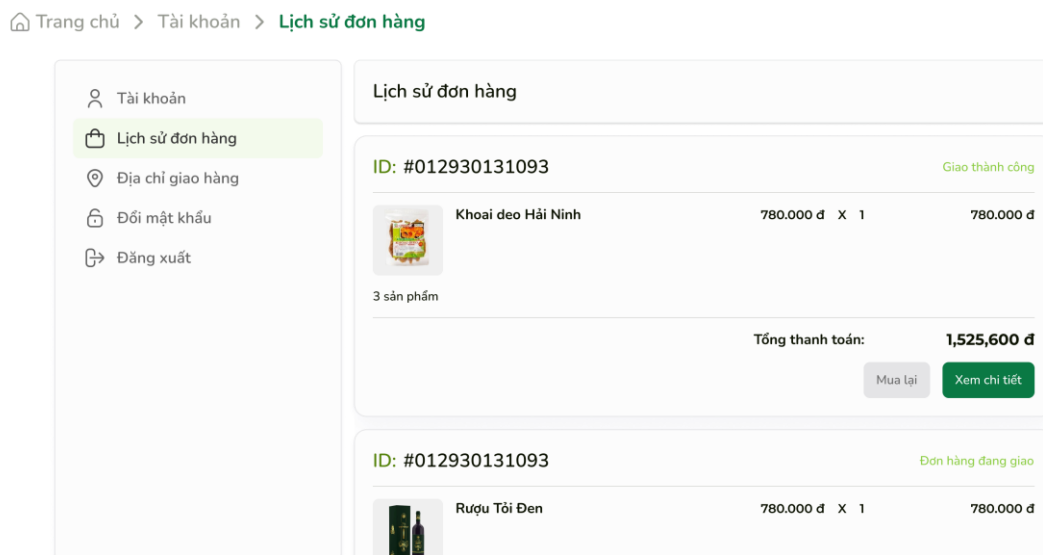 Trang chủ > Tài khoản > Lịch sử đơn hàng
Tài khoản
Lịch sử đơn hàng
Địa chỉ giao hàng
Đổi mật khẩu
Đăng xuất
Lịch sử đơn hàng
ID: #012930131093 Giao thành công
Khoai deo Hải Ninh 780.000 đ X 1 780.000 đ
3 sản phẩm
Tổng thanh toán: 1,525,600 đ
Mua lại Xem chi tiết
ID: #012930131093 Đơn hàng đang giao
Rượu Tỏi Đen 780.000 đ X 1 780.000 đ